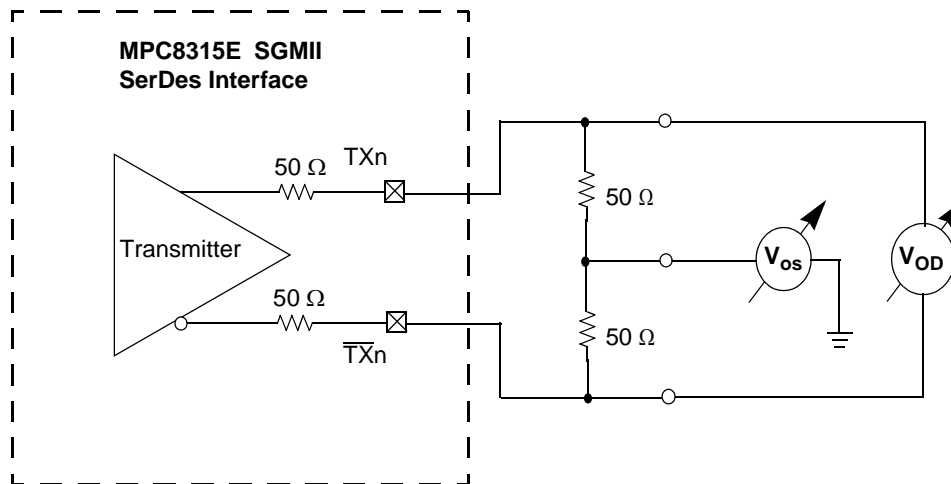 MPC8315E SGMII
SerDes Interface
50 Ω
TXn
50 Ω
Transmitter
Vos
VOD
50 Ω
50 Ω
TXn